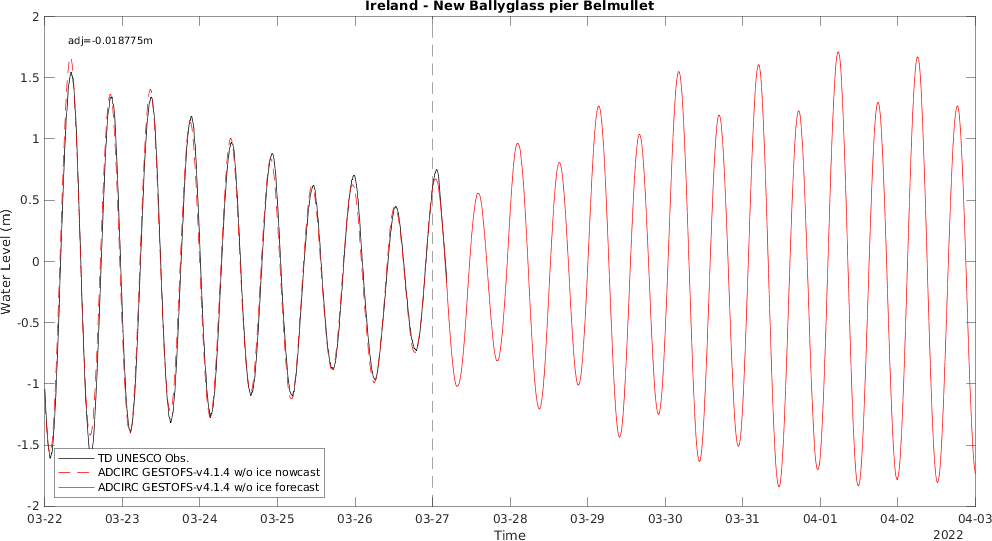 Ireland - New Ballyglass pier Belmullet
adj=-0.018775m
Water Level (m)
2
1.5
1
0.5
0
-0.5
-1
-1.5
-2
TD UNESCO Obs.
ADCIRC GESTOFS-v4.1.4 w/o ice nowcast
ADCIRC GESTOFS-v4.1.4 w/o ice forecast
03-22 03-23 03-24 03-25 03-26 03-27 03-28 03-29 03-30 03-31 04-01 04-02 04-03
Time
2022